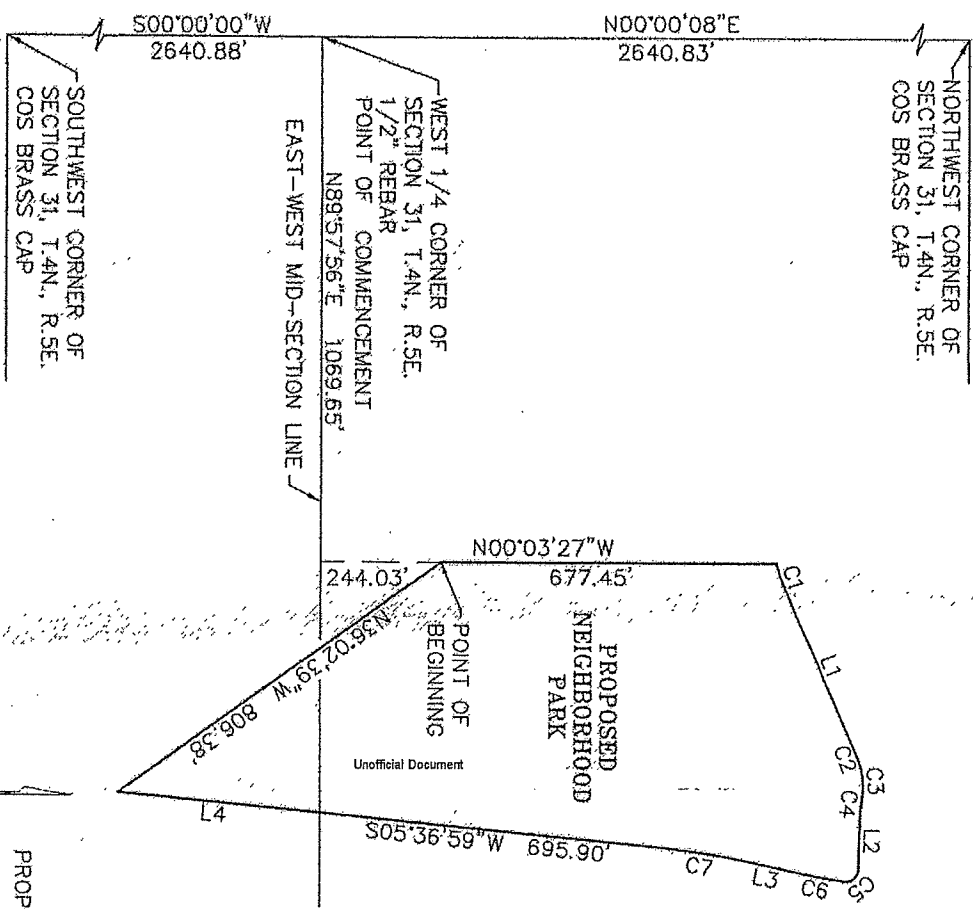 S00°00'00"W
2640.88'
N00°00'08"E
2640.83'
NORTHWEST CORNER OF
SECTION 31, T.4N., R.5E.
COS BRASS CAP
WEST 1/4 CORNER OF
SECTION 31, T.4N., R.5E.
1/2" REBAR
POINT OF COMMENCEMENT
N89°57'56"E 1069.65'
EAST-WEST MID-SECTION LINE
SOUTHWEST CORNER OF
SECTION 31, T.4N., R.5E.
COS BRASS CAP
N00°03'27"W
677.45'
244.03'
POINT OF
BEGINNING
PROPOSED
NEIGHBORHOOD
PARK
N36°02'39"W 806.38'
Unofficial Document
S05°36'59"W 695.90'
C1
L1
C2
C3
C4
L2
C5
C6
L3
C7
L4
PROP